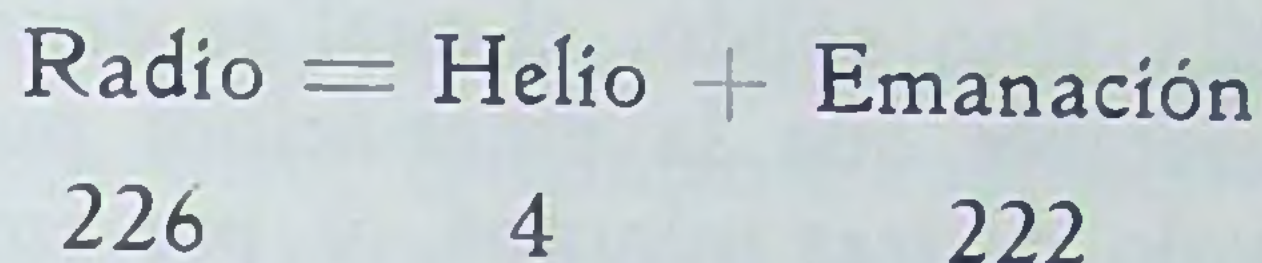 Radio = Helio + Emanación
226 4 222